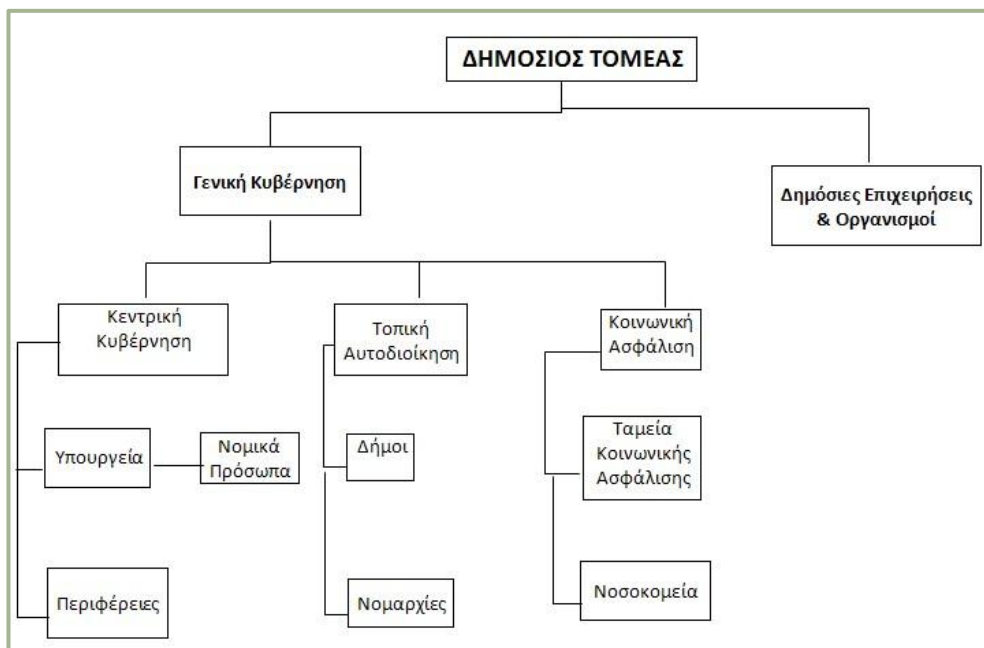 ΔΗΜΟΣΙΟΣ ΤΟΜΕΑΣ
Γενική Κυβέρνηση
Δημόσιες Επιχειρήσεις
& Οργανισμοί
Κεντρική
Κυβέρνηση
Τοπική
Αυτοδιοίκηση
Κοινωνική
Ασφάλιση
Υπουργεία
Νομικά
Πρόσωπα
Δήμοι
Ταμεία
Κοινωνικής
Ασφάλισης
Περιφέρειες
Νομαρχίες
Νοσοκομεία